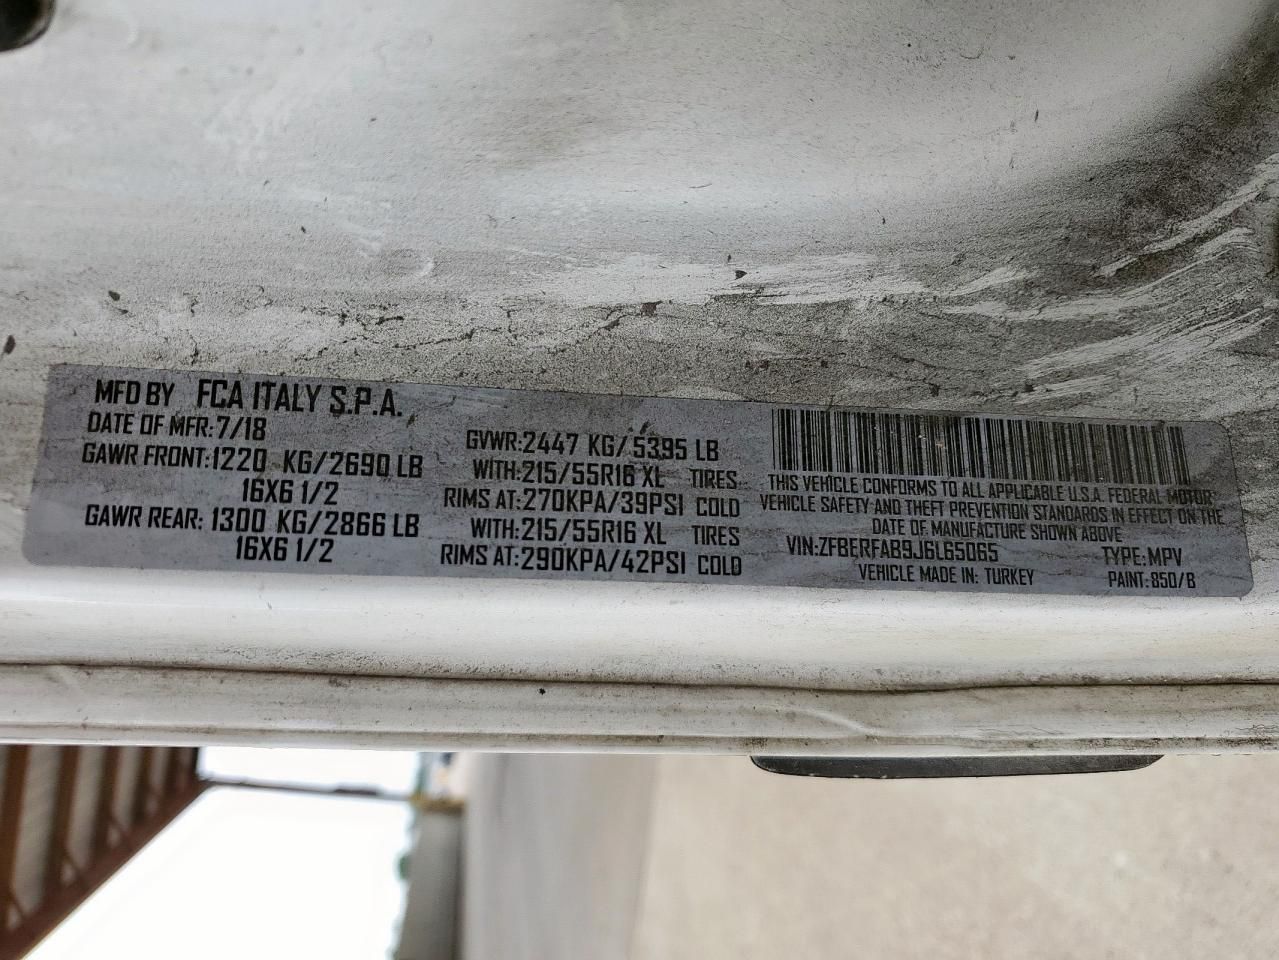 MFD BY FCA ITALY S.P.A.
DATE OF MFR:7/18
GAWR FRONT:1220 KG/2690 LB
16X6 1/2
GAWR REAR: 1300 KG/2866 LB
16X6 1/2
GVWR:2447 KG/5395 LB
WITH:215/55R16 XL TIRES
RIMS AT:270KPA/39PSI COLD
WITH:215/55R16 XL TIRES
RIMS AT:290KPA/42PSI COLD
THIS VEHICLE CONFORMS TO ALL APPLICABLE U.S.A. FEDERAL MOTOR
VEHICLE SAFETY AND THEFT PREVENTION STANDARDS IN EFFECT ON THE
DATE OF MANUFACTURE SHOWN ABOVE
VIN:ZFBERFAB9J6L65065 TYPE:MPV
VEHICLE MADE IN: TURKEY PAINT:850/B